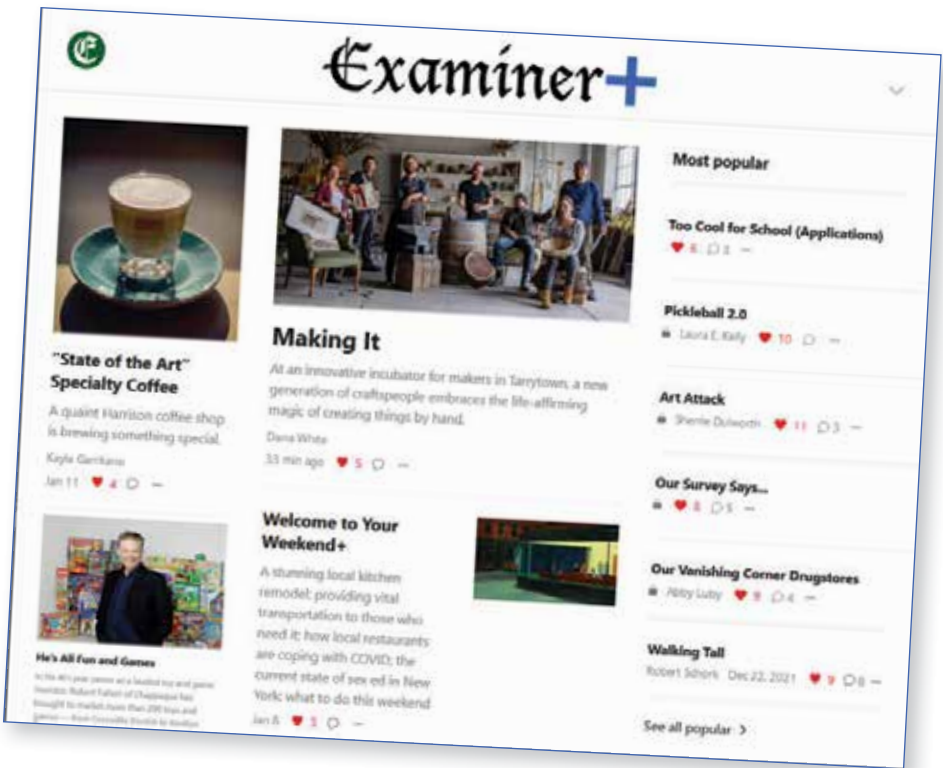 E
Examiner+
"State of the Art"
Specialty Coffee
A quaint Harrison coffee shop
is brewing something special.
Kayla
Jan 11 4
Making It
At an innovative incubator for makers in Tarrytown, a new
generation of craftspeople embraces the life-affirming
magic of creating things by hand.
Dana White
33 min ago 5
He's All Fun and Games
Welcome to Your
Weekend+
A stunning local kitchen
remodel; providing vital
transportation to those who
need it; how local restaurants
are coping with COVID; the
current state of sex ed in New
York; what to do this weekend
Jan 8
Most popular
Too Cool for School (Applications)
6 3
Pickleball 2.0
Laura E. Kelly 10
Art Attack
Sherrie Dulworth 11 3
Our Survey Says...
8 5
Our Vanishing Corner Drugstores
Abby Luby 9 4
Walking Tall
Robert Schork Dec 22, 2021 9 8
See all popular >